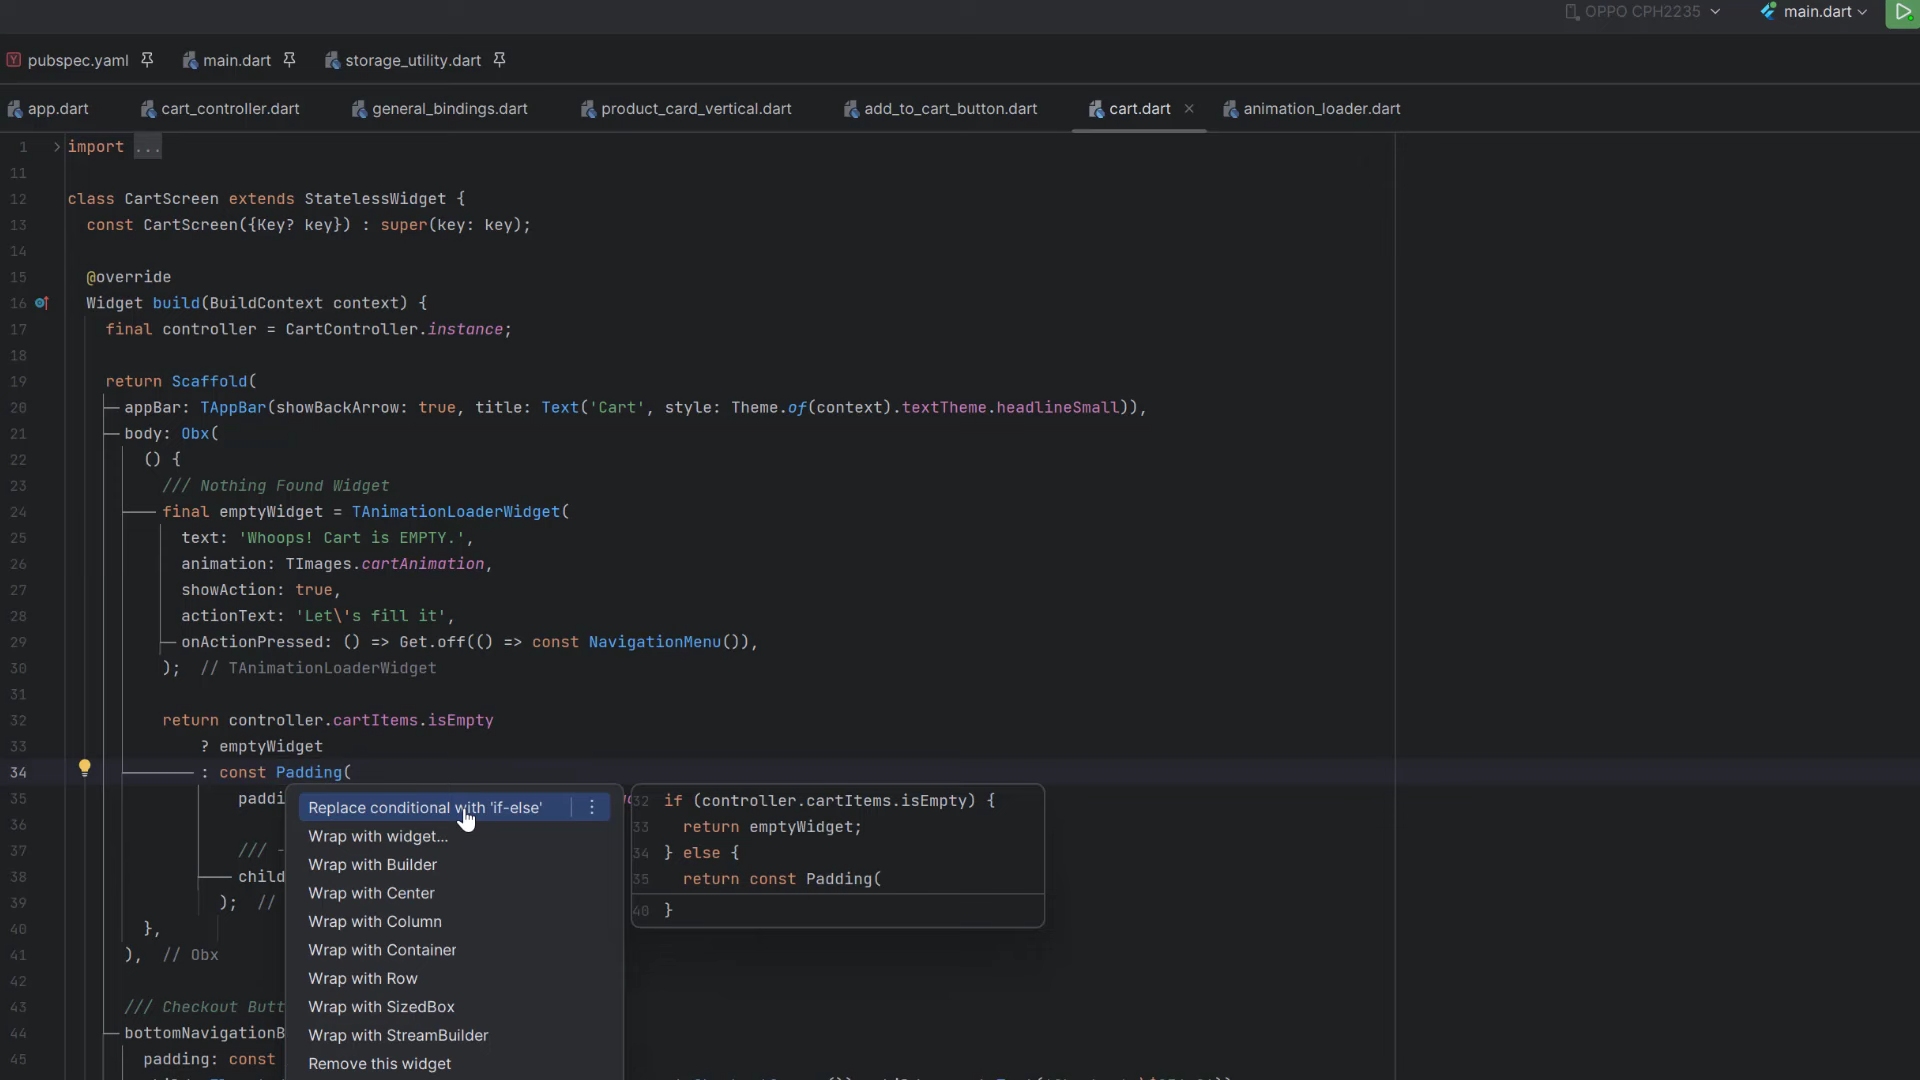 OPPO CPH2235 main.dart
pubspec.yaml main.dart storage_utility.dart
app.dart cart_controller.dart general_bindings.dart product_card_vertical.dart add_to_cart_button.dart cart.dart animation_loader.dart
1 import ...
11
12 class CartScreen extends StatelessWidget {
13 const CartScreen({Key? key}) : super(key: key);
14
15 @override
16 Widget build(BuildContext context) {
17 final controller = CartController.instance;
18
19 return Scaffold(
20 appBar: TAppBar(showBackArrow: true, title: Text('Cart', style: Theme.of(context).textTheme.headlineSmall)),
21 body: Obx(
22 () {
23 /// Nothing Found Widget
24 final emptyWidget = TAnimationLoaderWidget(
25 text: 'Whoops! Cart is EMPTY.',
26 animation: TImages.cartAnimation,
27 showAction: true,
28 actionText: 'Let\'s fill it',
29 onActionPressed: () => Get.off(() => const NavigationMenu()),
30 ); // TAnimationLoaderWidget
31
32 return controller.cartItems.isEmpty
33 ? emptyWidget
34 : const Padding(
35 paddi
36
37 /// -
38 child
39 ); //
40 },
41 ), // Obx
42
43 /// Checkout Butt
44 bottomNavigationB
45 padding: const
Replace conditional with 'if-else'
Wrap with widget...
Wrap with Builder
Wrap with Center
Wrap with Column
Wrap with Container
Wrap with Row
Wrap with SizedBox
Wrap with StreamBuilder
Remove this widget
32 if (controller.cartItems.isEmpty) {
33 return emptyWidget;
34 } else {
35 return const Padding(
40 }